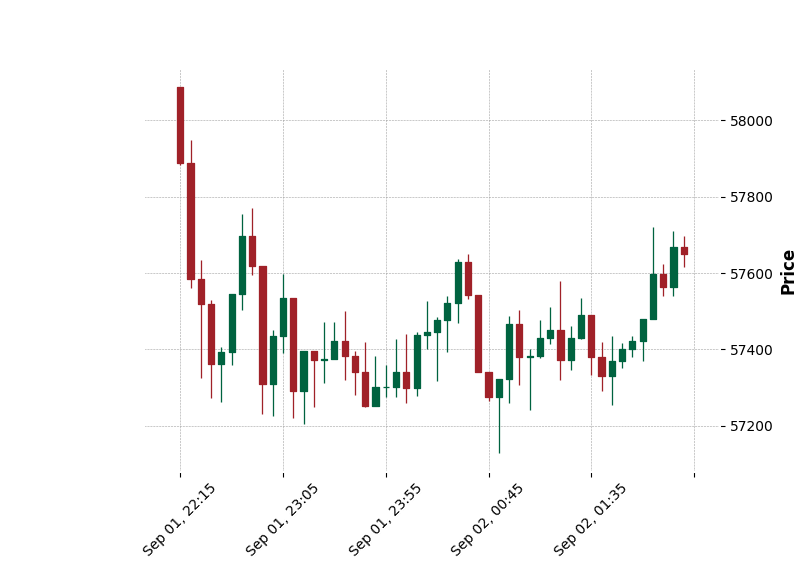 58000
57800
57600
57400
57200
Price
Sep 01, 22:15
Sep 01, 23:05
Sep 01, 23:55
Sep 02, 00:45
Sep 02, 01:35